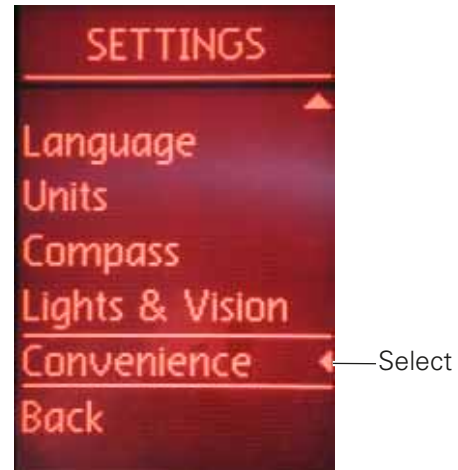 SETTINGS
Language
Units
Compass
Lights & Vision
Convenience
Select
Back